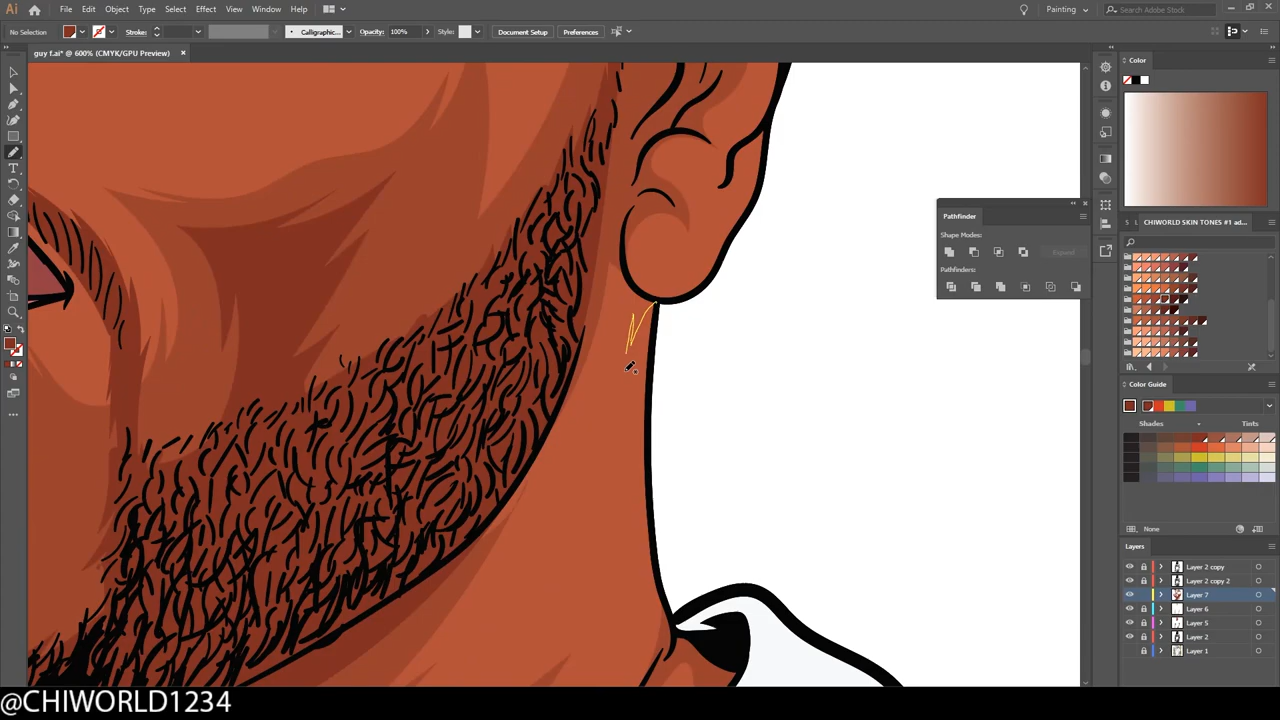 Ai File Edit Object Type Select Effect View Window Help Painting Search Adobe Stock
No Selection Stroke: Calligraphic... Opacity: 100% Style: Document Setup Preferences
guy f.ai* @ 600% (CMYK/GPU Preview) ×
Color
Pathfinder
Shape Modes:
Expand
Pathfinders:
S L CHIWORLD SKIN TONES #1 ad...
Color Guide
Shades Tints
None
Layers
Layer 2 copy
Layer 2 copy 2
Layer 7
Layer 6
Layer 5
Layer 2
Layer 1
@CHIWORLD1234